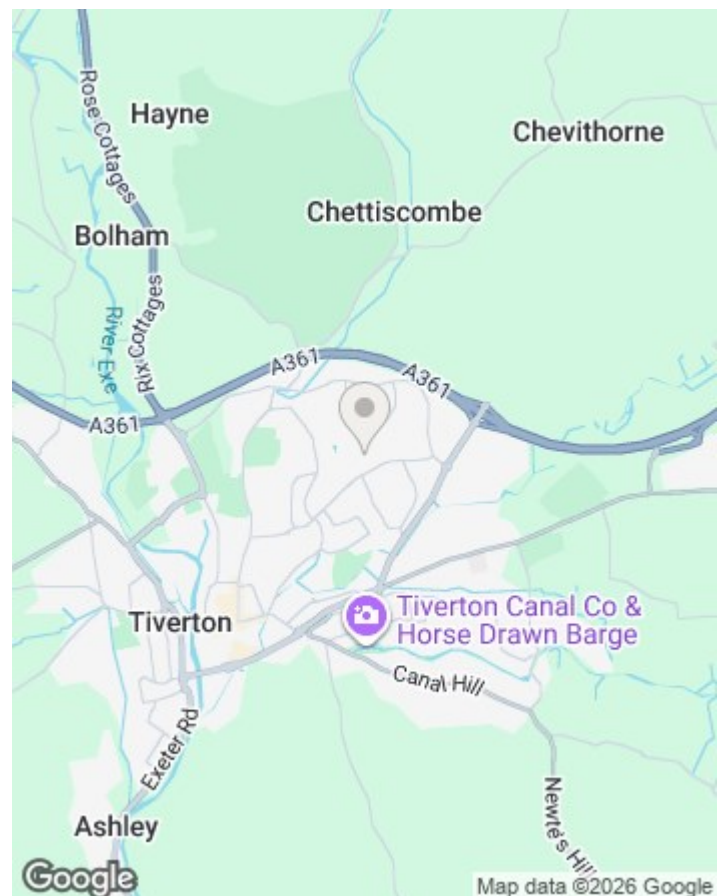 Hayne
Chevithorne
Rose Cottages
Chettiscombe
Bolham
River Exe
Rix Cottages
A361
A361
A361
Tiverton
Tiverton Canal Co &
Horse Drawn Barge
Canal Hill
Exeter Rd
Newte's Hill
Ashley
Google
Map data ©2026 Google